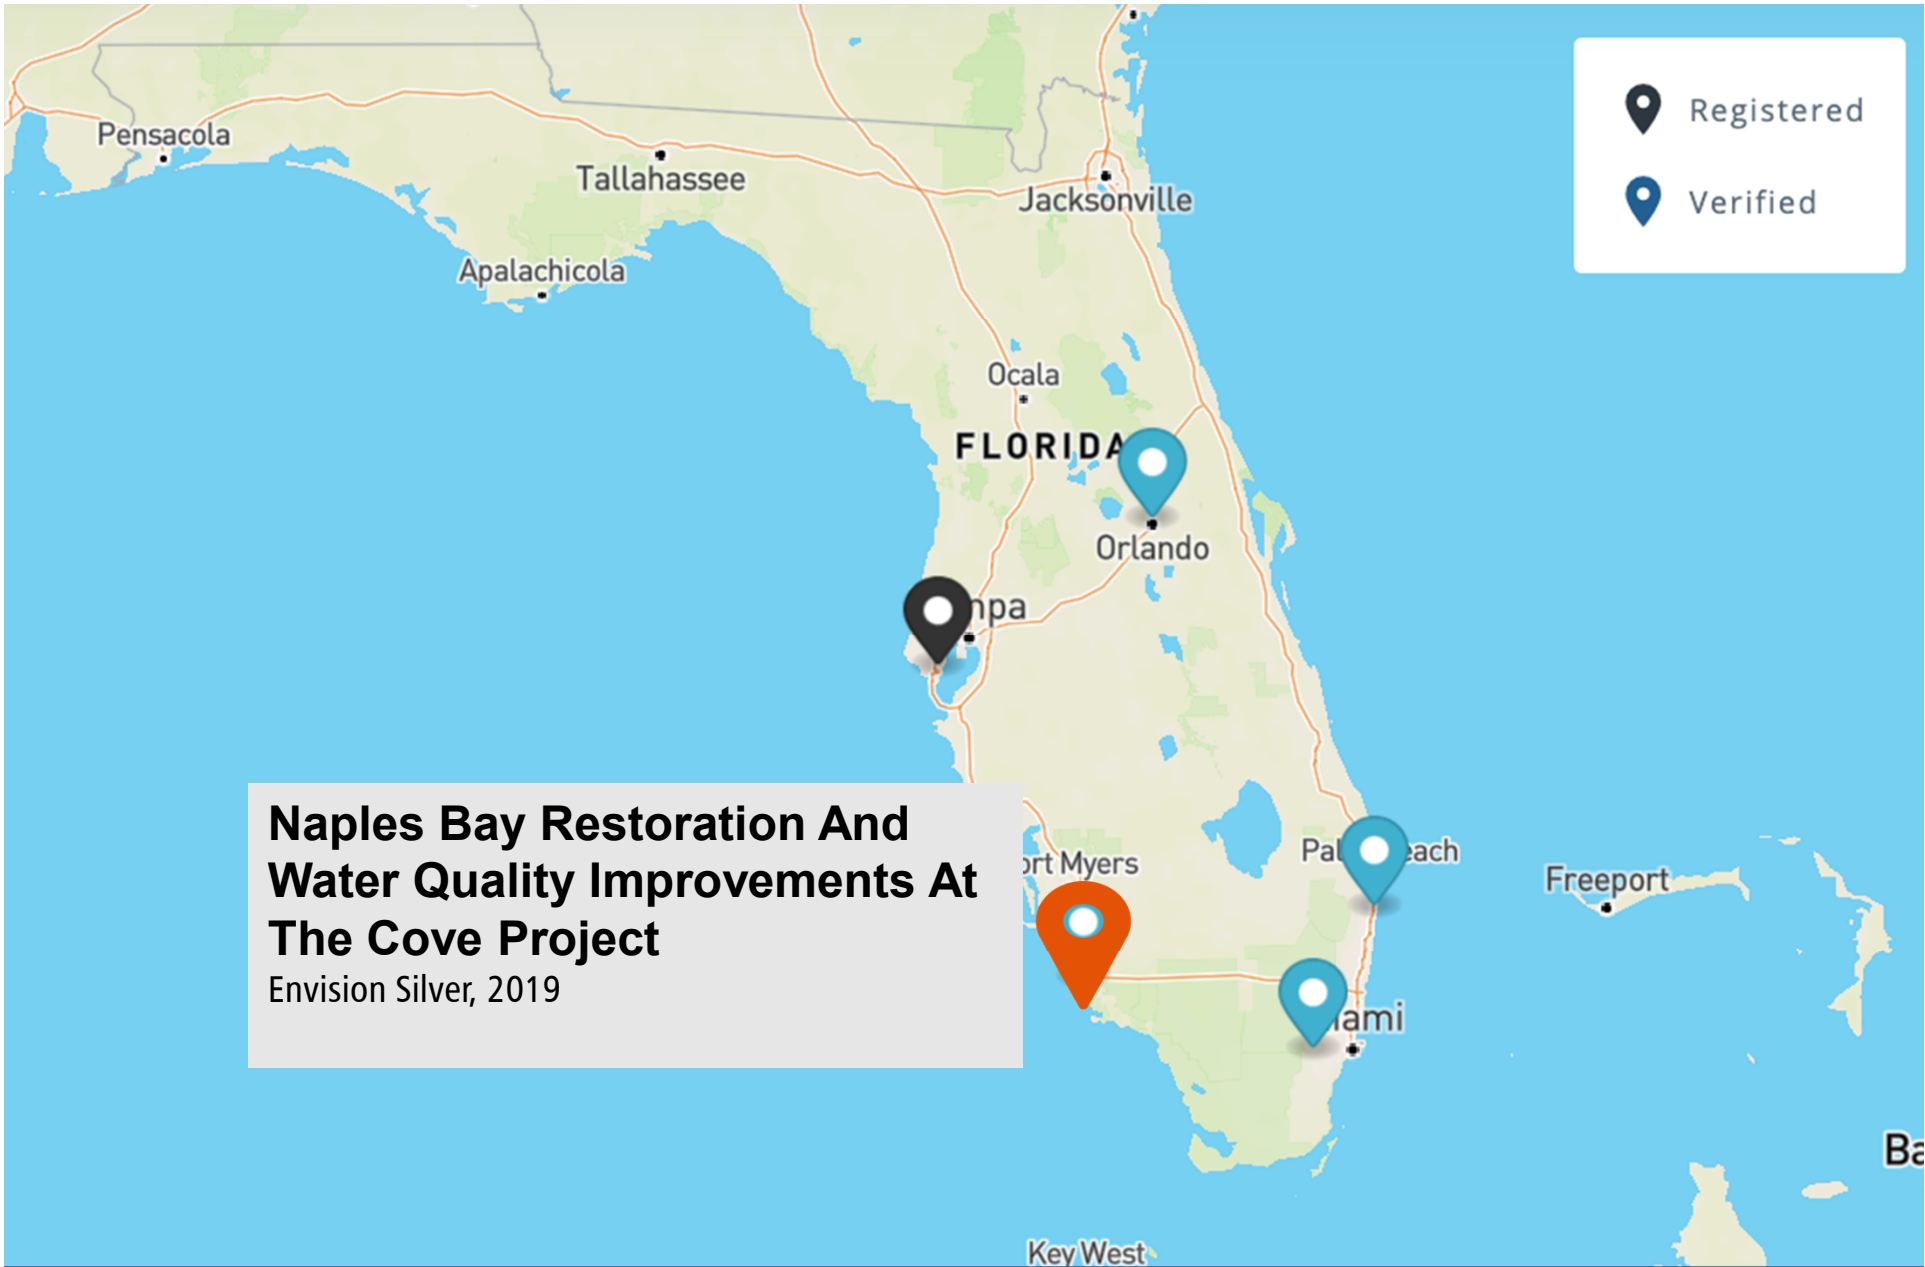 Registered
Verified
Pensacola
Tallahassee
Jacksonville
Apalachicola
Ocala
FLORIDA
Orlando
Naples Bay Restoration And
Water Quality Improvements At
The Cove Project
Envision Silver, 2019
Myers
Freeport
Key West